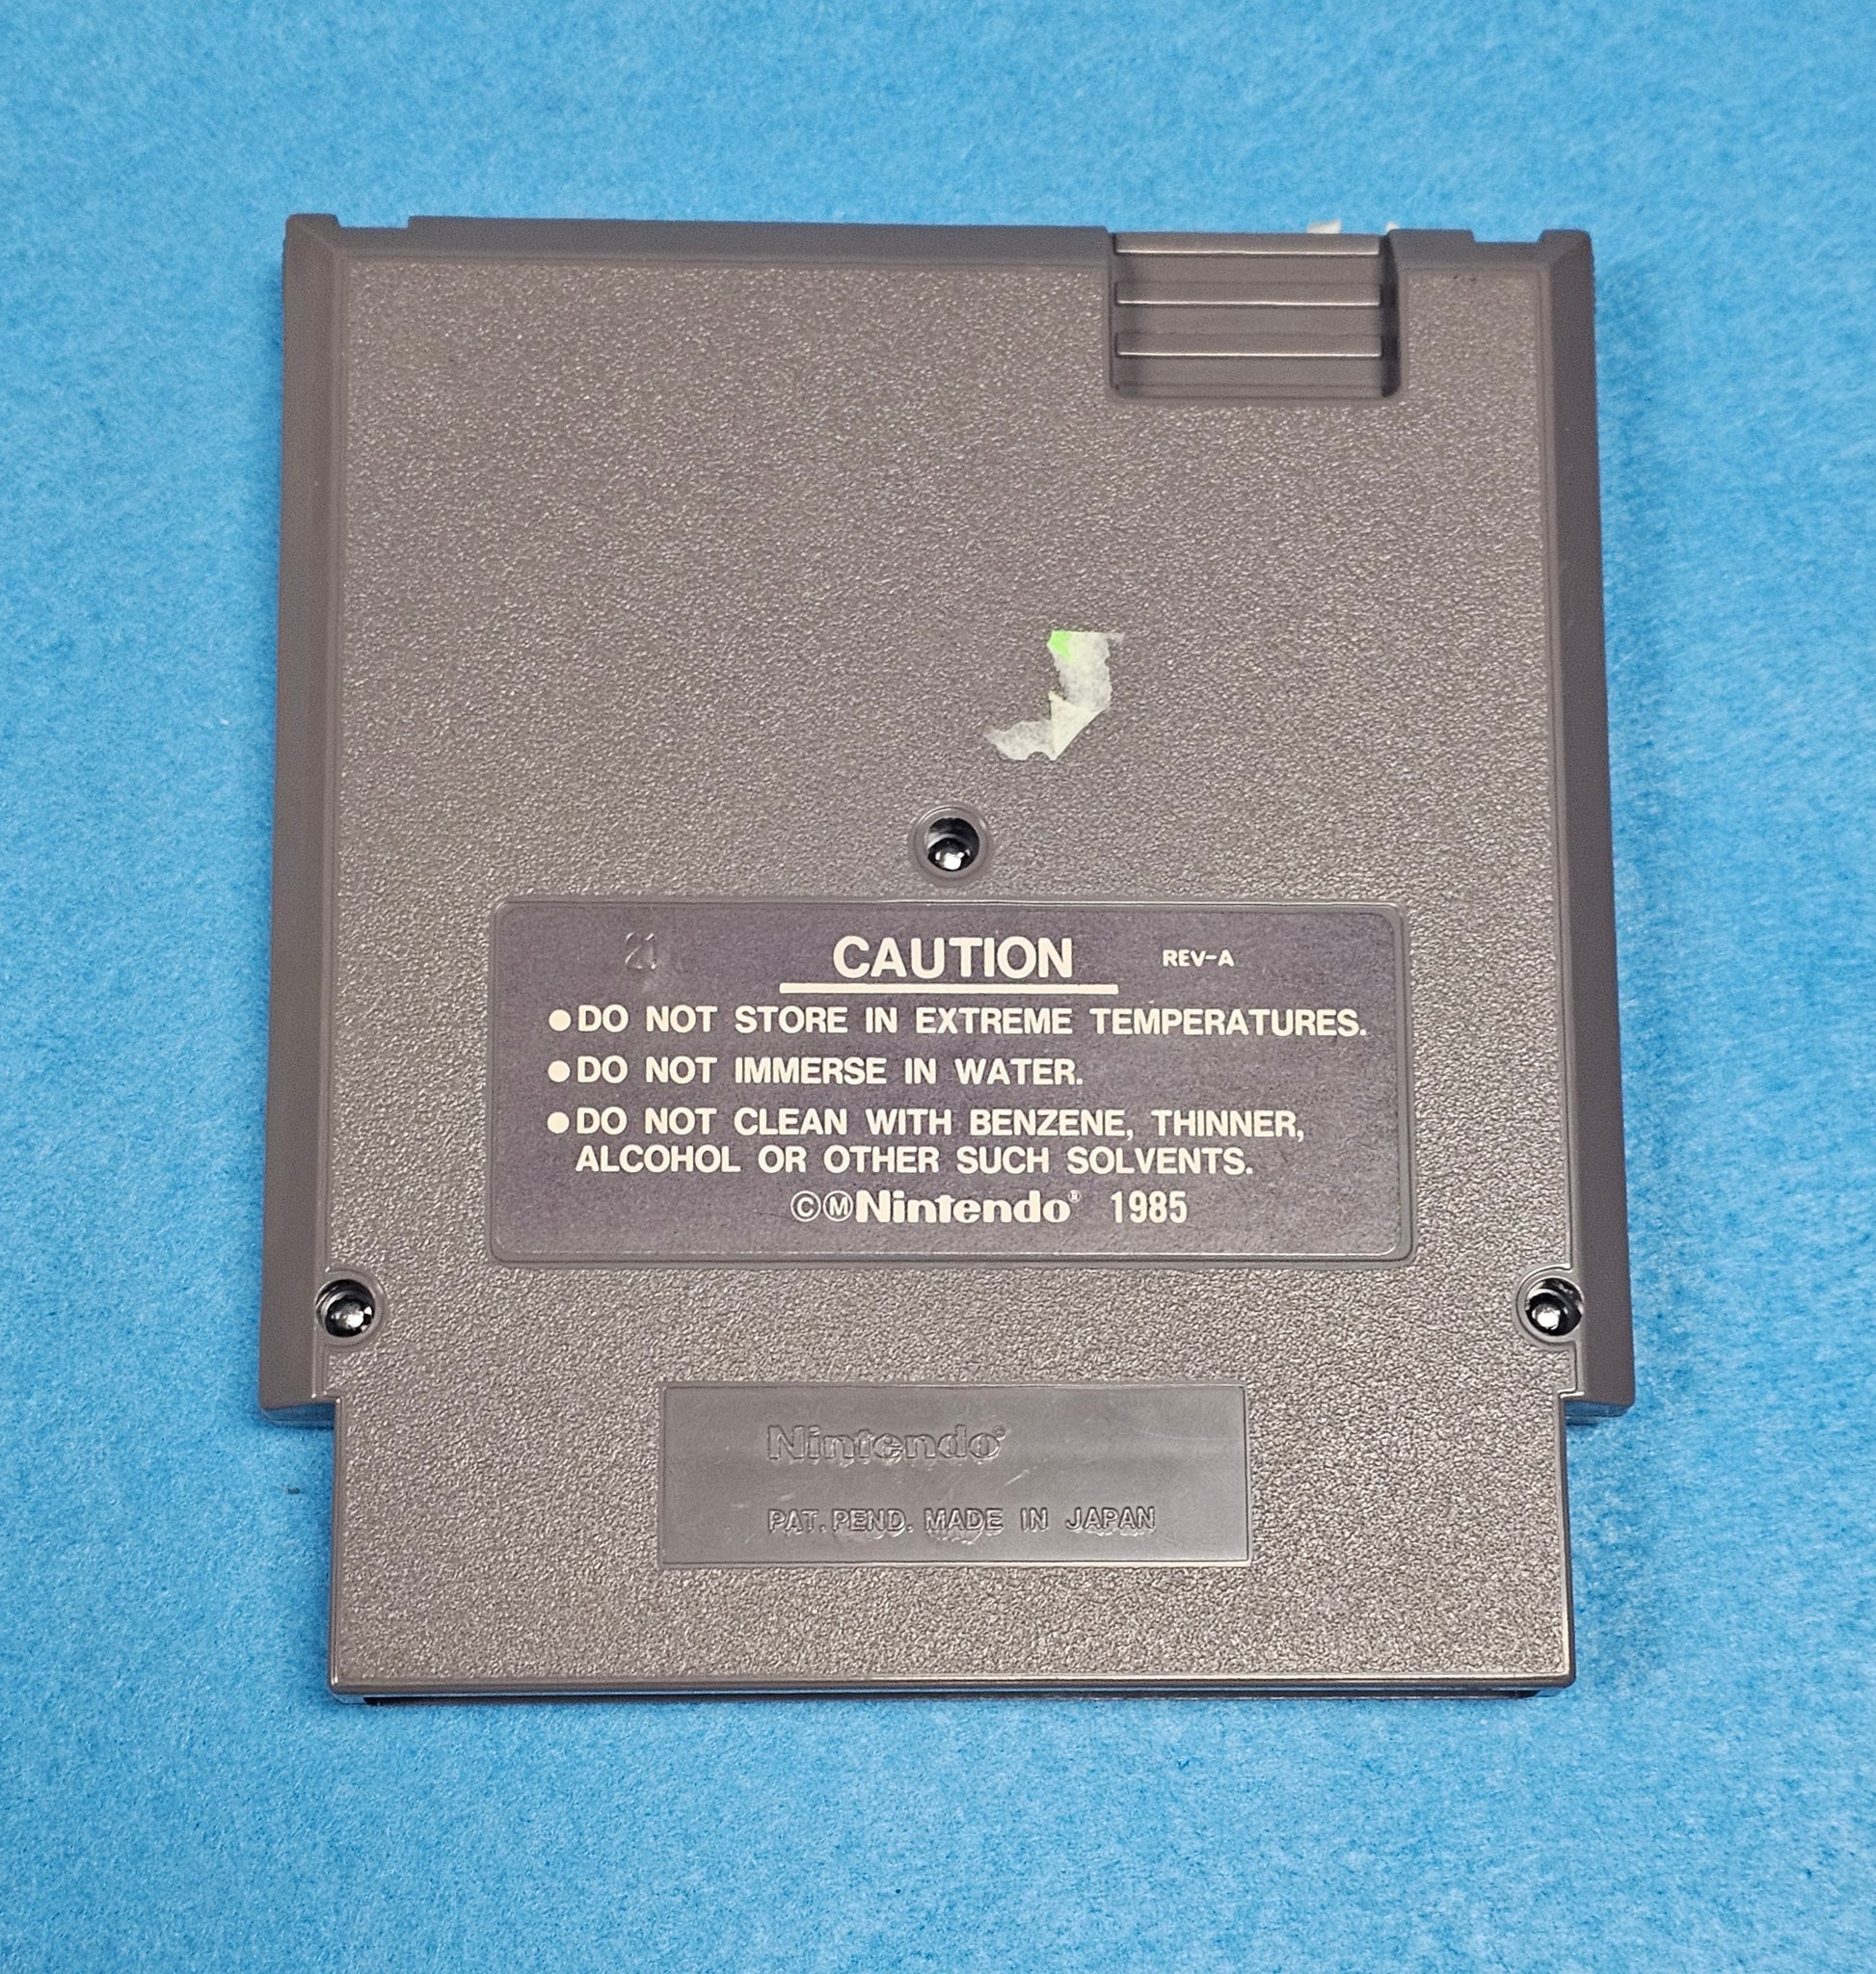 21 CAUTION REV-A
●DO NOT STORE IN EXTREME TEMPERATURES.
●DO NOT IMMERSE IN WATER.
●DO NOT CLEAN WITH BENZENE, THINNER,
ALCOHOL OR OTHER SUCH SOLVENTS.
©ⓂNintendo® 1985
Nintendo®
PAT. PEND. MADE IN JAPAN